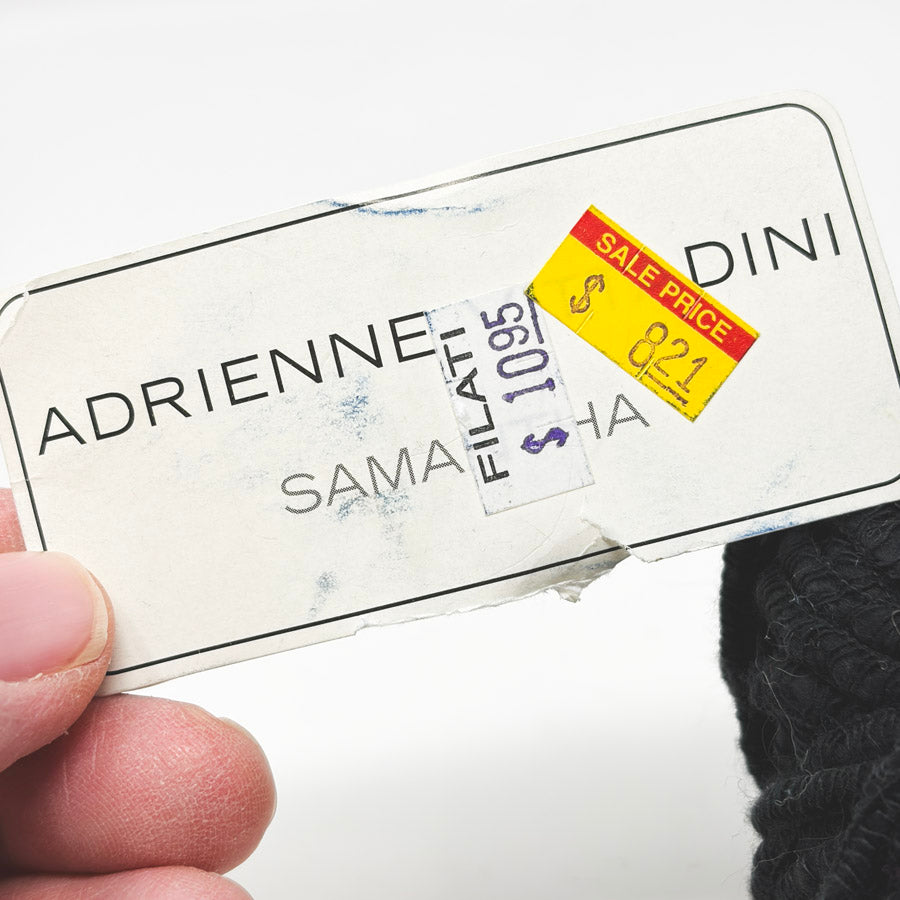 ADRIENNE DINI
SAMA HA
FILATI
$ 1095
SALE PRICE
$ 821